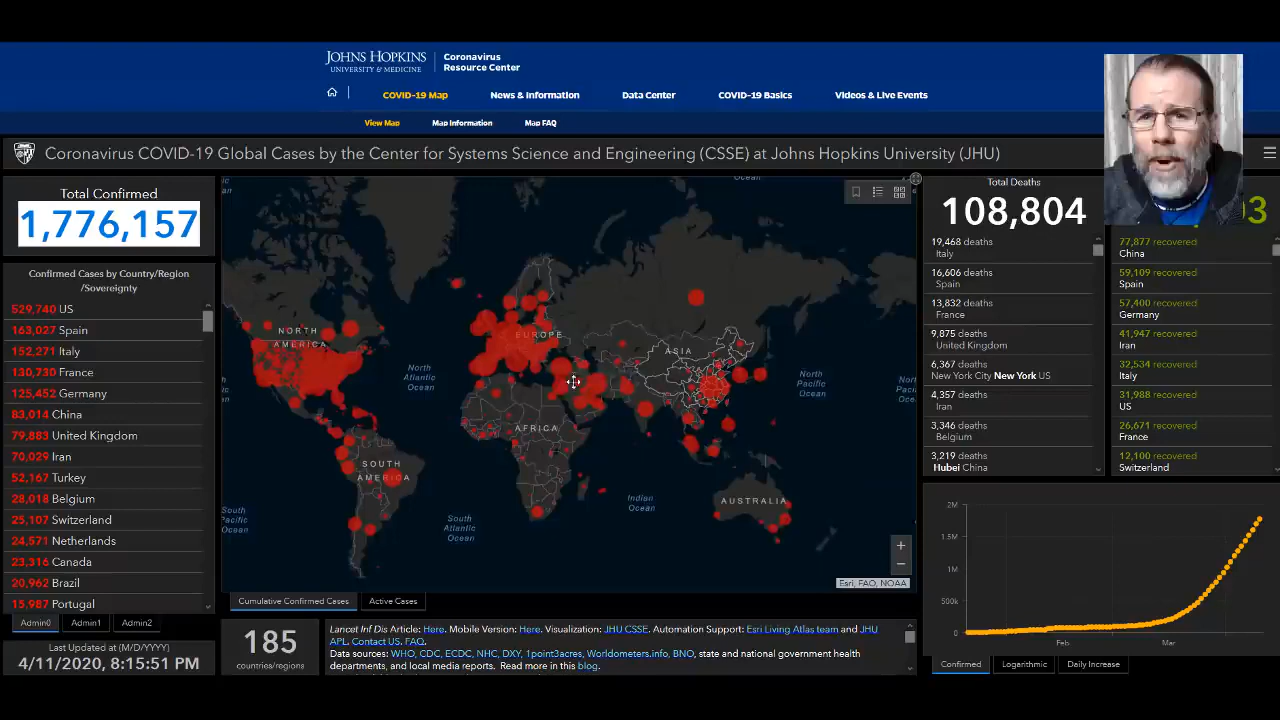 JOHNS HOPKINS
UNIVERSITY & MEDICINE
Coronavirus
Resource Center
COVID-19 Map
News & Information
Data Center
COVID-19 Basics
Videos & Live Events
View Map
Map Information
Map FAQ
Coronavirus COVID-19 Global Cases by the Center for Systems Science and Engineering (CSSE) at Johns Hopkins University (JHU)
Total Confirmed
1,776,157
Confirmed Cases by Country/Region
/Sovereignty
529,740 US
163,027 Spain
152,271 Italy
130,730 France
125,452 Germany
83,014 China
79,883 United Kingdom
70,029 Iran
52,167 Turkey
28,018 Belgium
25,107 Switzerland
24,571 Netherlands
23,316 Canada
20,962 Brazil
15,987 Portugal
Admin0
Admin1
Admin2
Last Updated at (M/D/YYYY)
4/11/2020, 8:15:51 PM
Ocean
NORTH
AMERICA
EUROPE
ASIA
North
Atlantic
Ocean
North
Pacific
Ocean
AFRICA
SOUTH
AMERICA
Indian
Ocean
AUSTRALIA
South
Pacific
Ocean
South
Atlantic
Ocean
+
−
Esri, FAO, NOAA
Cumulative Confirmed Cases
Active Cases
185
countries/regions
Lancet Inf Dis Article: Here. Mobile Version: Here. Visualization: JHU CSSE. Automation Support: Esri Living Atlas team and JHU
APL. Contact US. FAQ.
Data sources: WHO, CDC, ECDC, NHC, DXY, 1point3acres, Worldometers.info, BNO, state and national government health
departments, and local media reports. Read more in this blog.
Total Deaths
108,804
19,468 deaths
Italy
16,606 deaths
Spain
13,832 deaths
France
9,875 deaths
United Kingdom
6,367 deaths
New York City New York US
4,357 deaths
Iran
3,346 deaths
Belgium
3,219 deaths
Hubei China
03
77,877 recovered
China
59,109 recovered
Spain
57,400 recovered
Germany
41,947 recovered
Iran
32,534 recovered
Italy
31,988 recovered
US
26,671 recovered
France
12,100 recovered
Switzerland
2M
1.5M
1M
500k
0
Feb
Mar
Confirmed
Logarithmic
Daily Increase